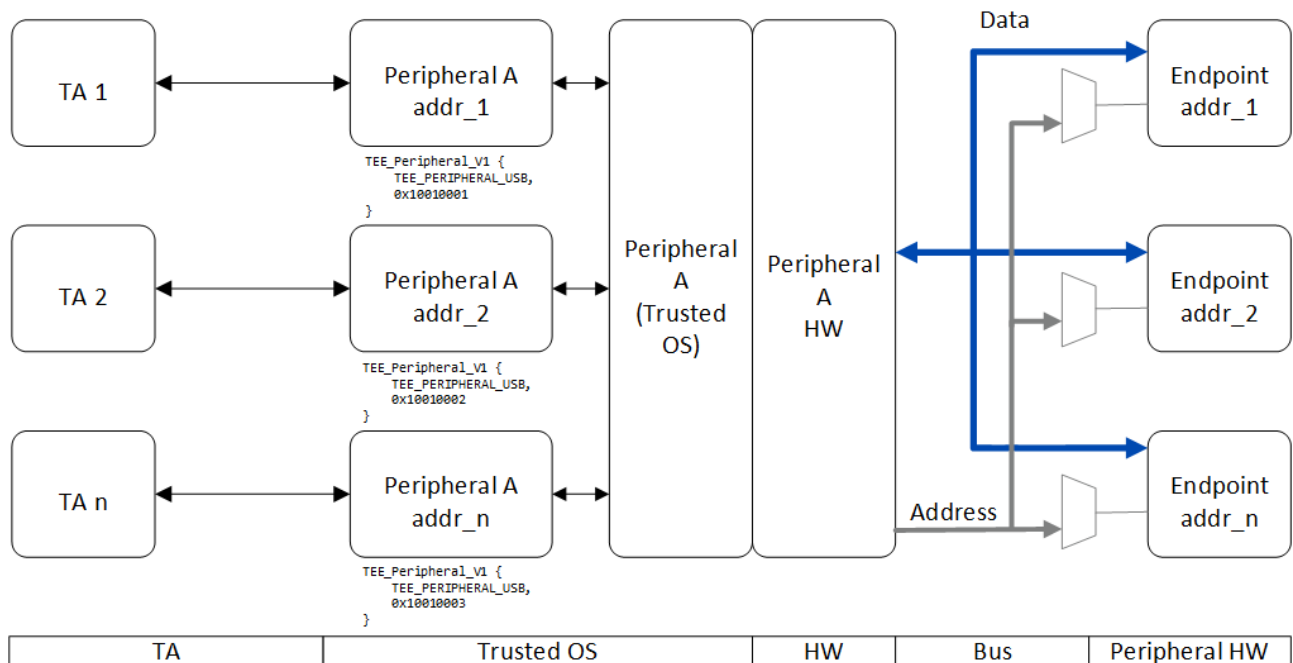 Data
TA 1
Peripheral A
addr_1
Endpoint
addr_1
TEE_Peripheral_V1 {
TEE_PERIPHERAL_USB,
0x10010001
}
TA 2
Peripheral A
addr_2
Peripheral
A
(Trusted
OS)
Peripheral
A
HW
Endpoint
addr_2
TEE_Peripheral_V1 {
TEE_PERIPHERAL_USB,
0x10010002
}
TA n
Peripheral A
addr_n
Address
Endpoint
addr_n
TEE_Peripheral_V1 {
TEE_PERIPHERAL_USB,
0x10010003
}
TA
Trusted OS
HW
Bus
Peripheral HW